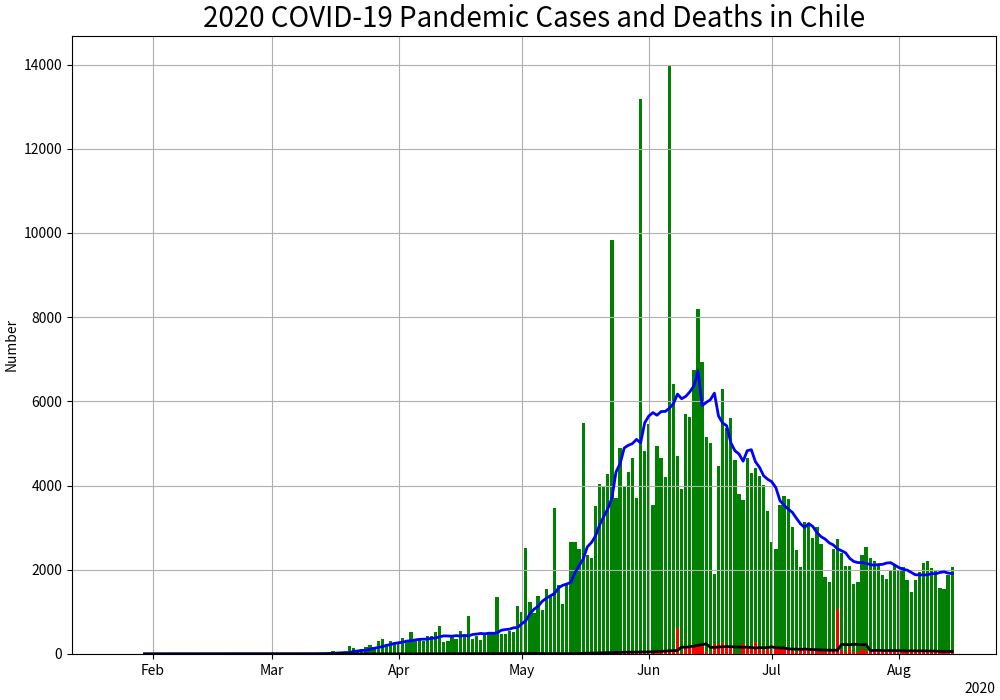 2020 COVID-19 Pandemic Cases and Deaths in Chile
14000
12000
10000
8000
6000
4000
2000
0
Number
Feb
Mar
Apr
May
Jun
Jul
Aug
2020